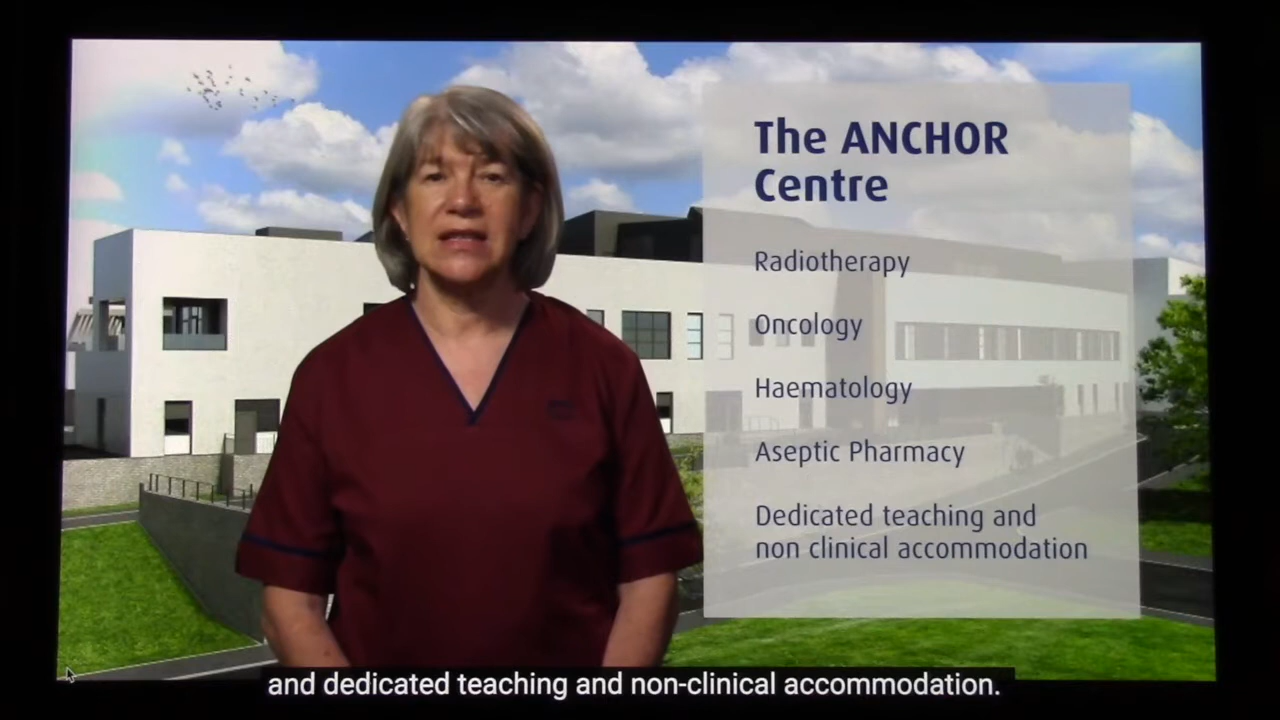 The ANCHOR
Centre
Radiotherapy
Oncology
Haematology
Aseptic Pharmacy
Dedicated teaching and
non clinical accommodation
and dedicated teaching and non-clinical accommodation.